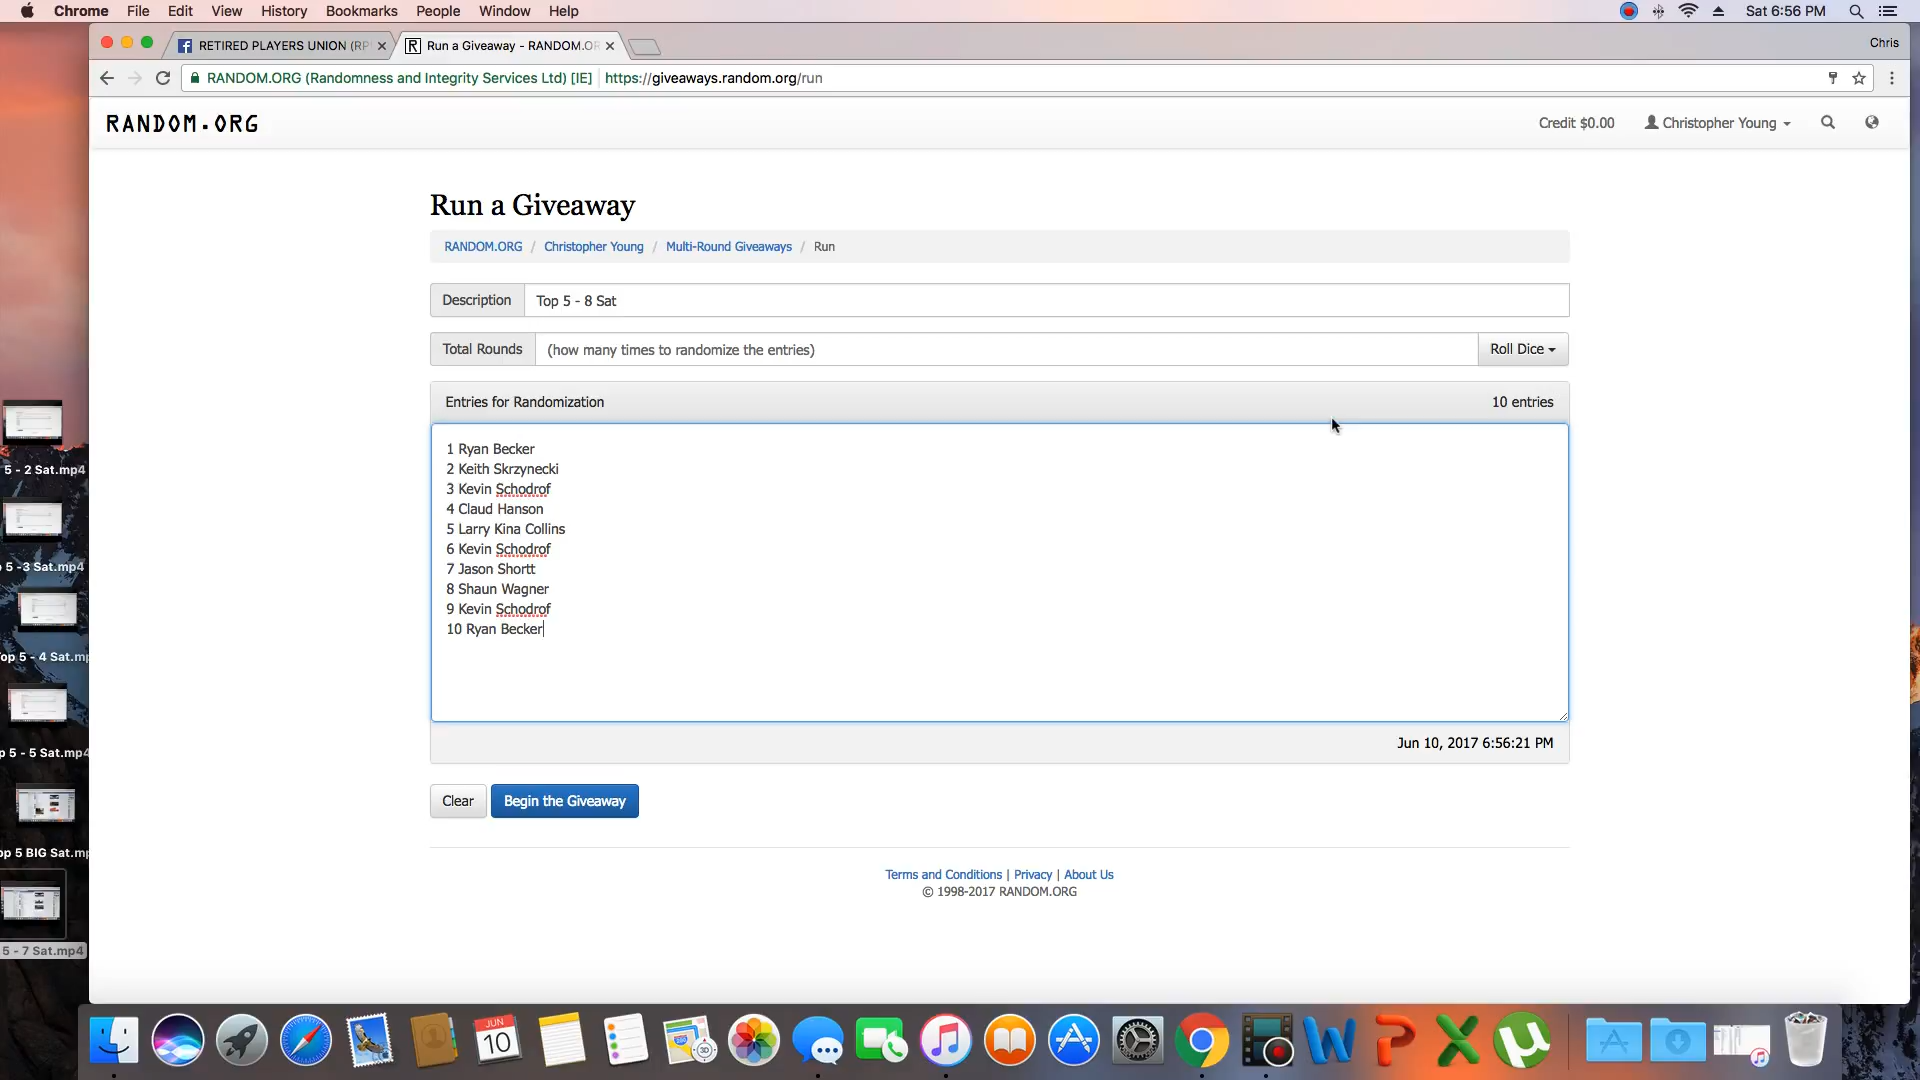 Chrome File Edit View History Bookmarks People Window Help
Sat 6:56 PM
RETIRED PLAYERS UNION (RP
Run a Giveaway - RANDOM.OR
Chris
RANDOM.ORG (Randomness and Integrity Services Ltd) [IE] https://giveaways.random.org/run
RANDOM.ORG
Credit $0.00
Christopher Young
Run a Giveaway
RANDOM.ORG / Christopher Young / Multi-Round Giveaways / Run
Description Top 5 - 8 Sat
Total Rounds (how many times to randomize the entries) Roll Dice
Entries for Randomization 10 entries
1 Ryan Becker
2 Keith Skrzynecki
3 Kevin Schodrof
4 Claud Hanson
5 Larry Kina Collins
6 Kevin Schodrof
7 Jason Shortt
8 Shaun Wagner
9 Kevin Schodrof
10 Ryan Becker
Jun 10, 2017 6:56:21 PM
Clear Begin the Giveaway
Terms and Conditions | Privacy | About Us
© 1998-2017 RANDOM.ORG
5 - 2 Sat.mp4
5 -3 Sat.mp4
op 5 - 4 Sat.mp
p 5 - 5 Sat.mp4
op 5 BIG Sat.mp
5 - 7 Sat.mp4
JUN
10
3D